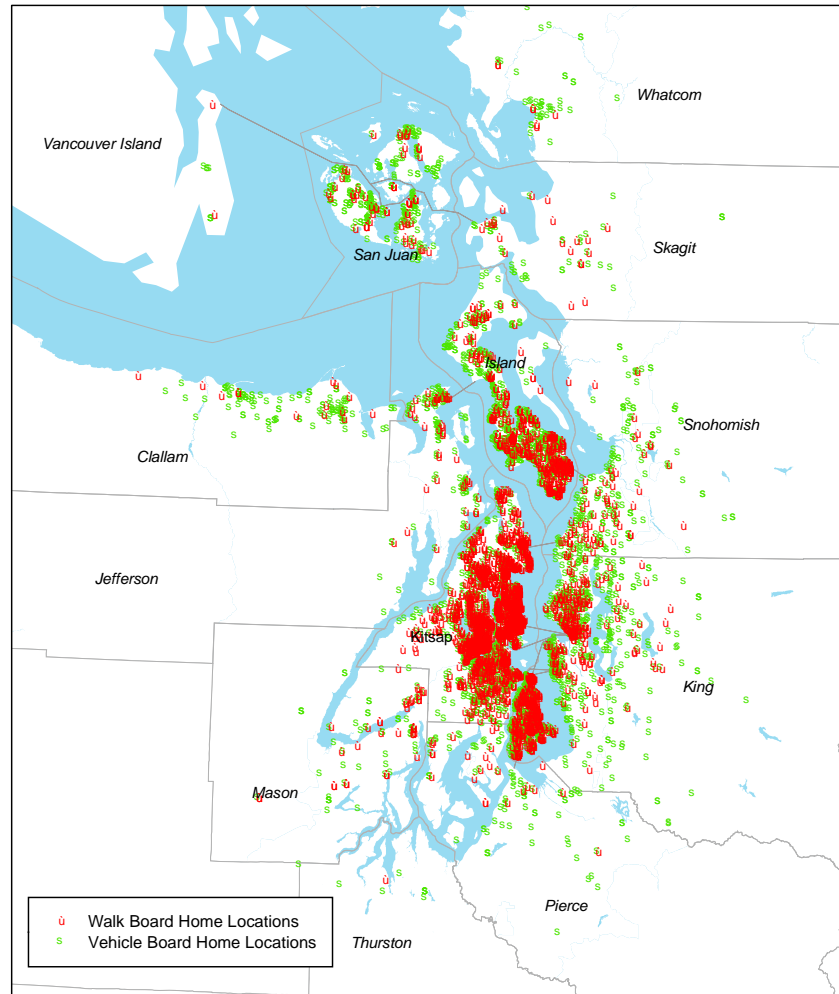 Whatcom
Vancouver Island
Skagit
San Juan
Island
Snohomish
Clallam
Jefferson
Kitsap
King
Mason
Pierce
Thurston
ù Walk Board Home Locations
s Vehicle Board Home Locations